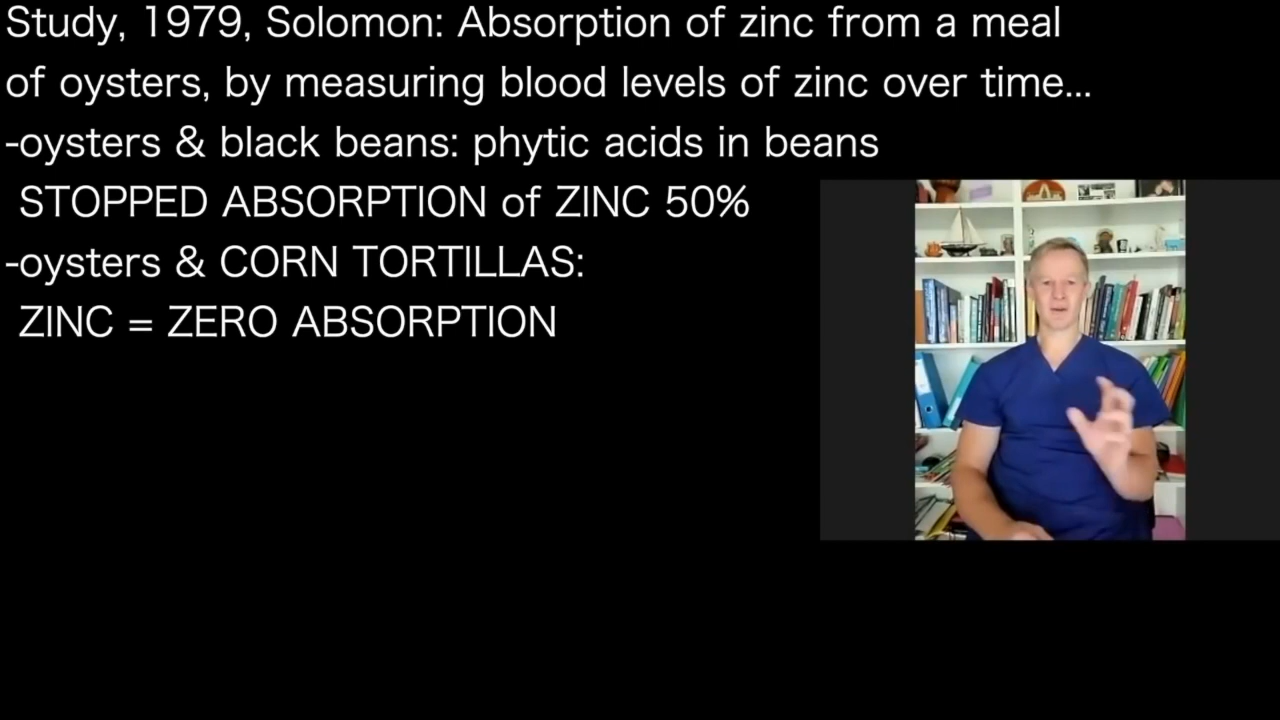 Study, 1979, Solomon: Absorption of zinc from a meal
of oysters, by measuring blood levels of zinc over time...
-oysters & black beans: phytic acids in beans
STOPPED ABSORPTION of ZINC 50%
-oysters & CORN TORTILLAS:
ZINC = ZERO ABSORPTION